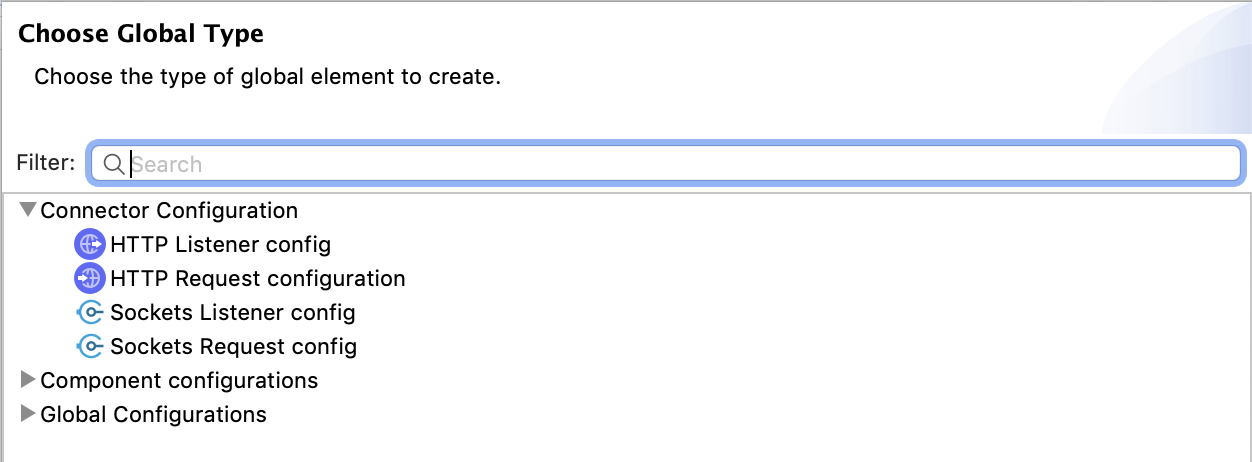 Choose Global Type
Choose the type of global element to create.
Filter: Search
Connector Configuration
HTTP Listener config
HTTP Request configuration
Sockets Listener config
Sockets Request config
Component configurations
Global Configurations